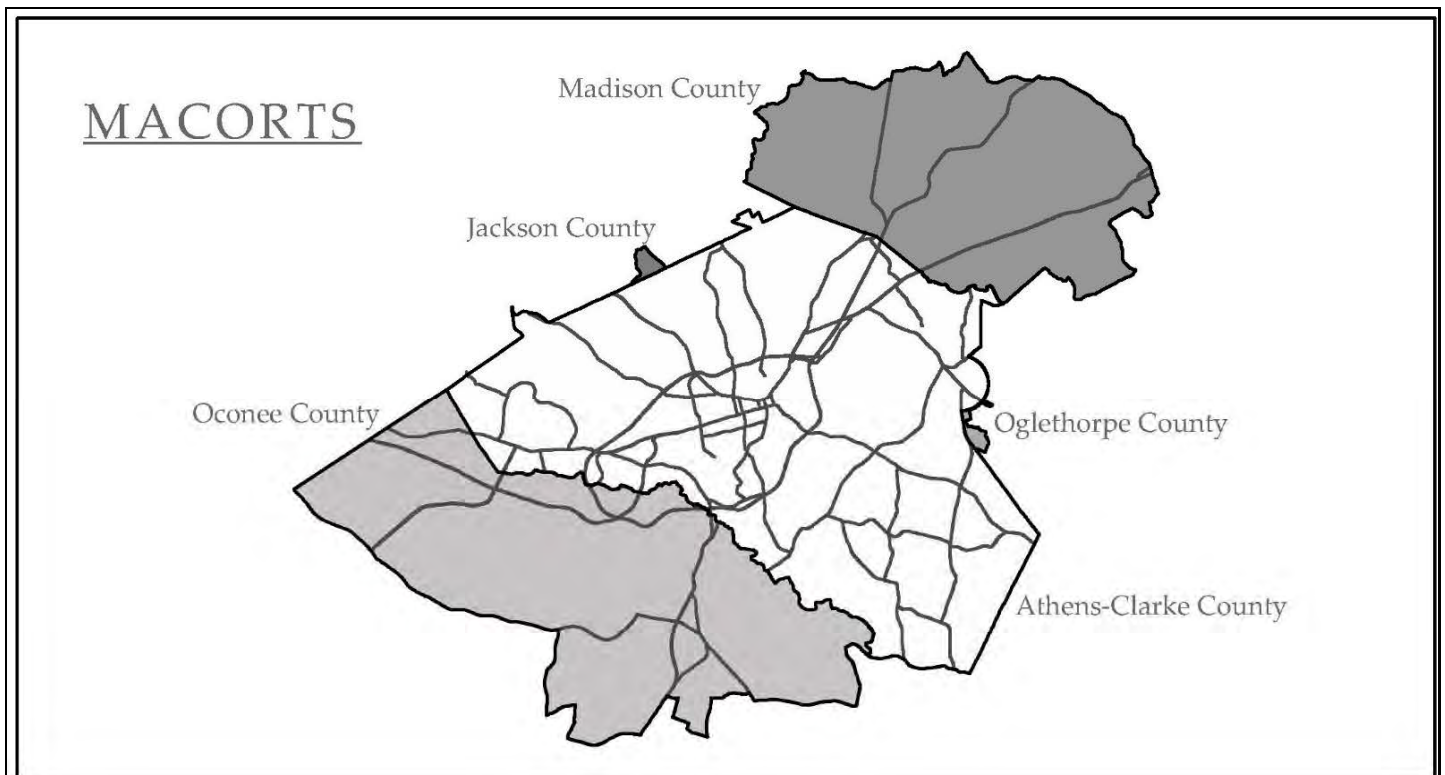 MACORTS
Madison County
Jackson County
Oconee County
Oglethorpe County
Athens-Clarke County